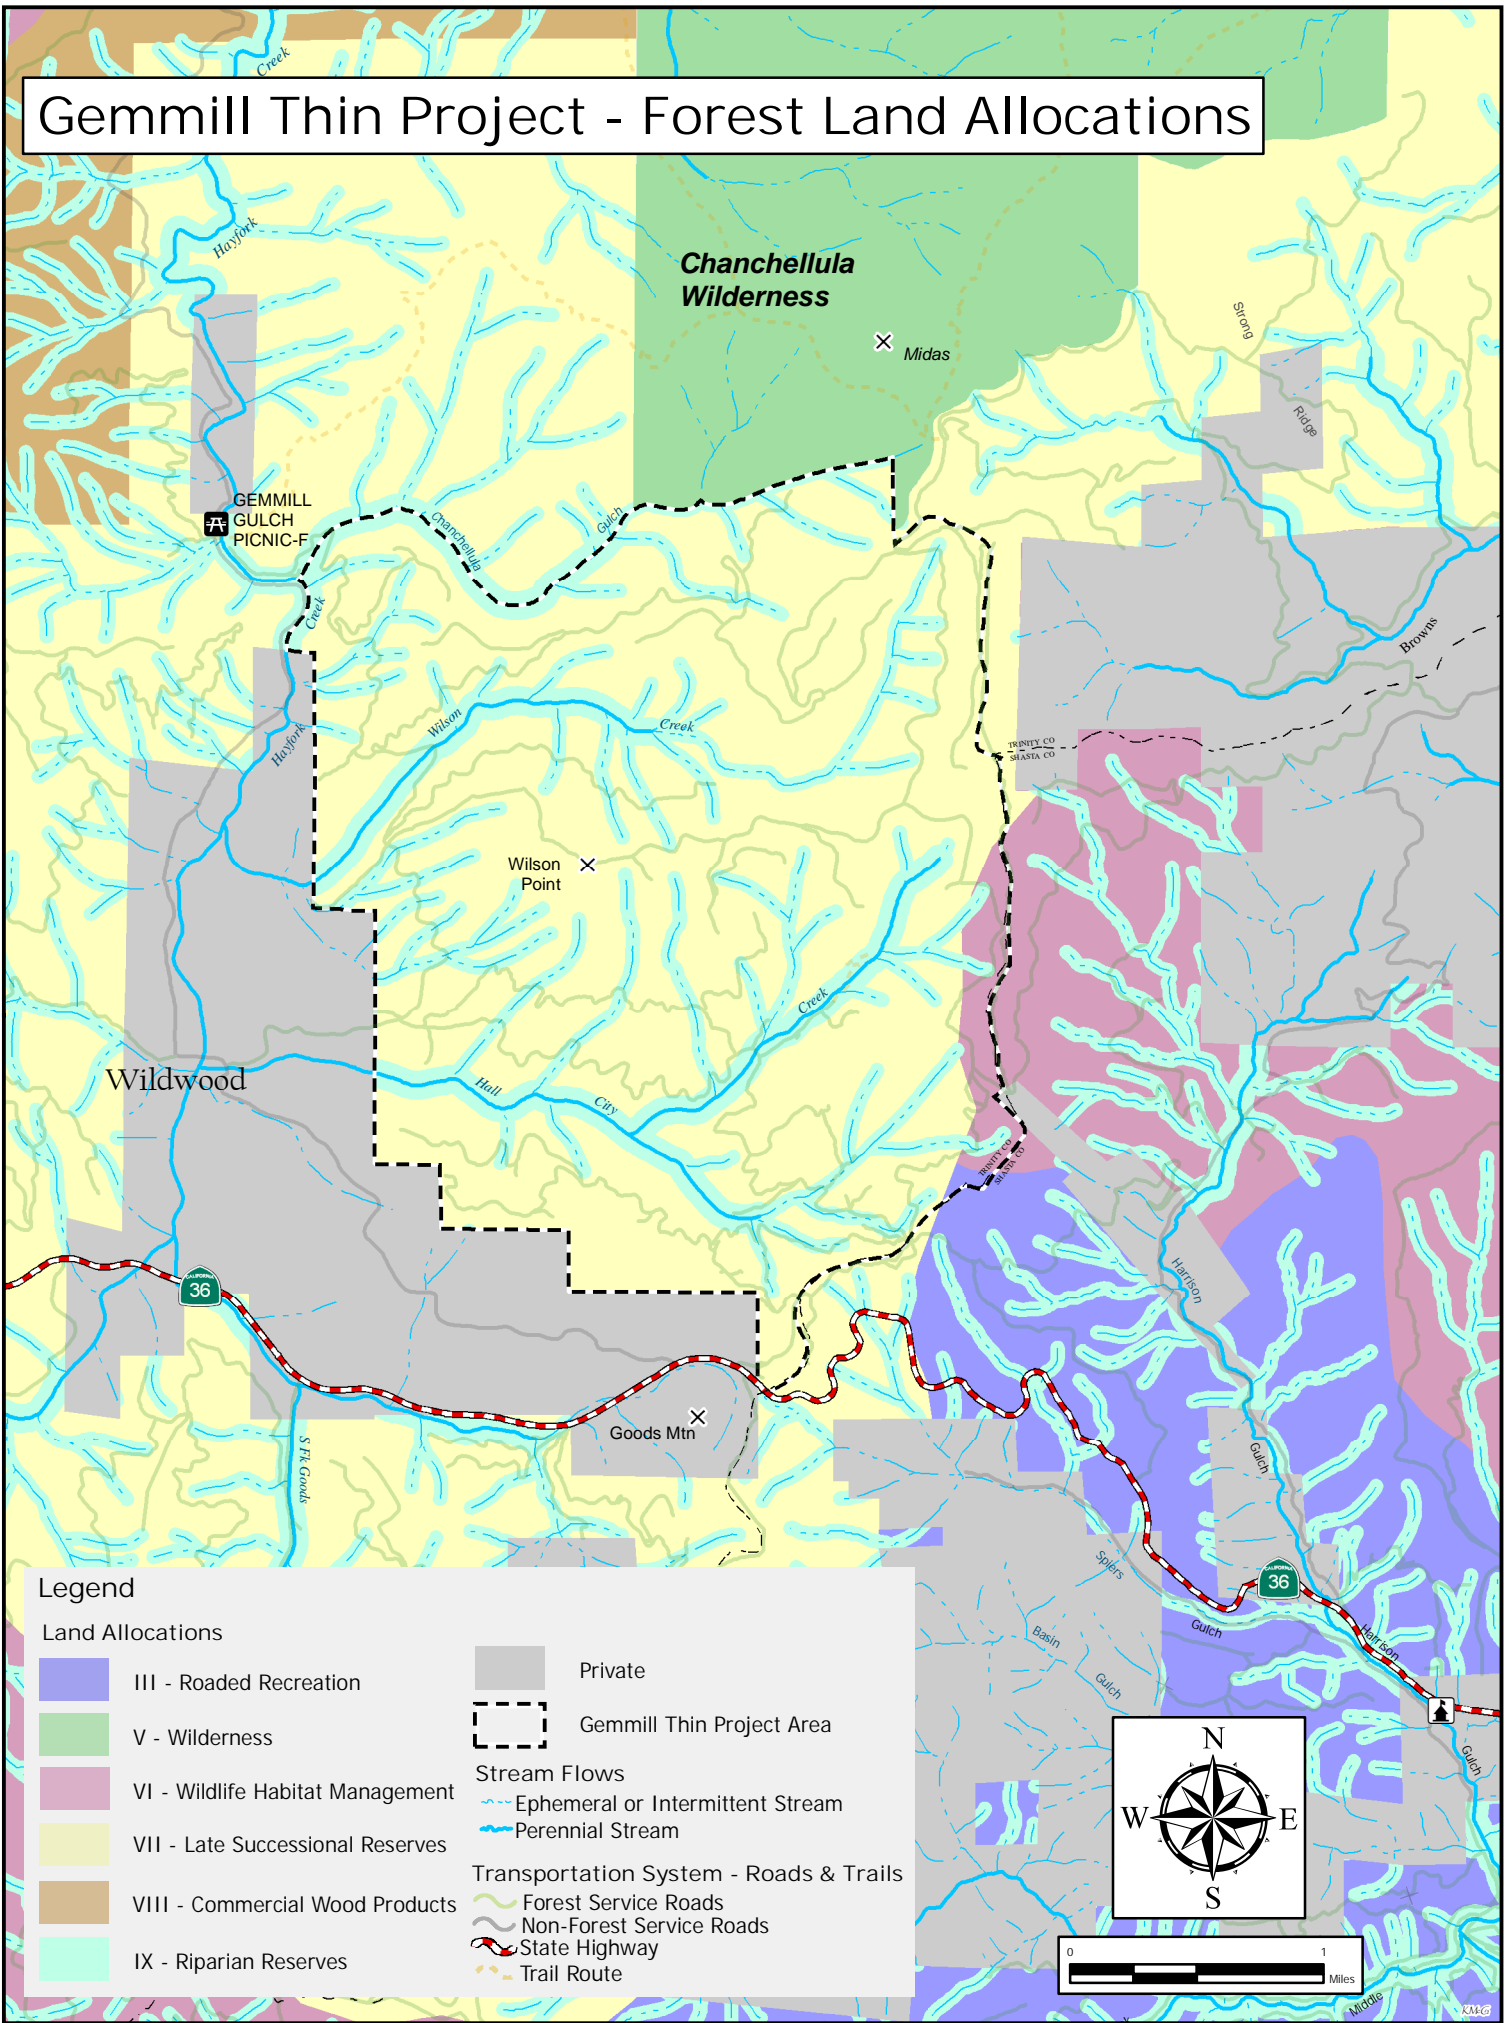 Creek
Gemmill Thin Project - Forest Land Allocations
Hayfork
Chanchellula
Wilderness
Midas
Strong
Ridge
GEMMILL
GULCH
PICNIC-F
Chanchellula
Gulch
Creek
Browns
Hayfork
Wilson
Creek
TRINITY CO
SHASTA CO
Wilson
Point
Creek
Wildwood
Hall
City
TRINITY CO
SHASTA CO
Harrison
CALIFORNIA
36
Goods Mtn
S Fk Goods
Gulch
Spiers
CALIFORNIA
36
Gulch
Harrison
Basin
Gulch
Gulch
Legend
Land Allocations
III - Roaded Recreation
V - Wilderness
VI - Wildlife Habitat Management
VII - Late Successional Reserves
VIII - Commercial Wood Products
IX - Riparian Reserves
Private
Gemmill Thin Project Area
Stream Flows
Ephemeral or Intermittent Stream
Perennial Stream
Transportation System - Roads & Trails
Forest Service Roads
Non-Forest Service Roads
State Highway
Trail Route
N
W E
S
0 1
Miles
Middle
KMcG